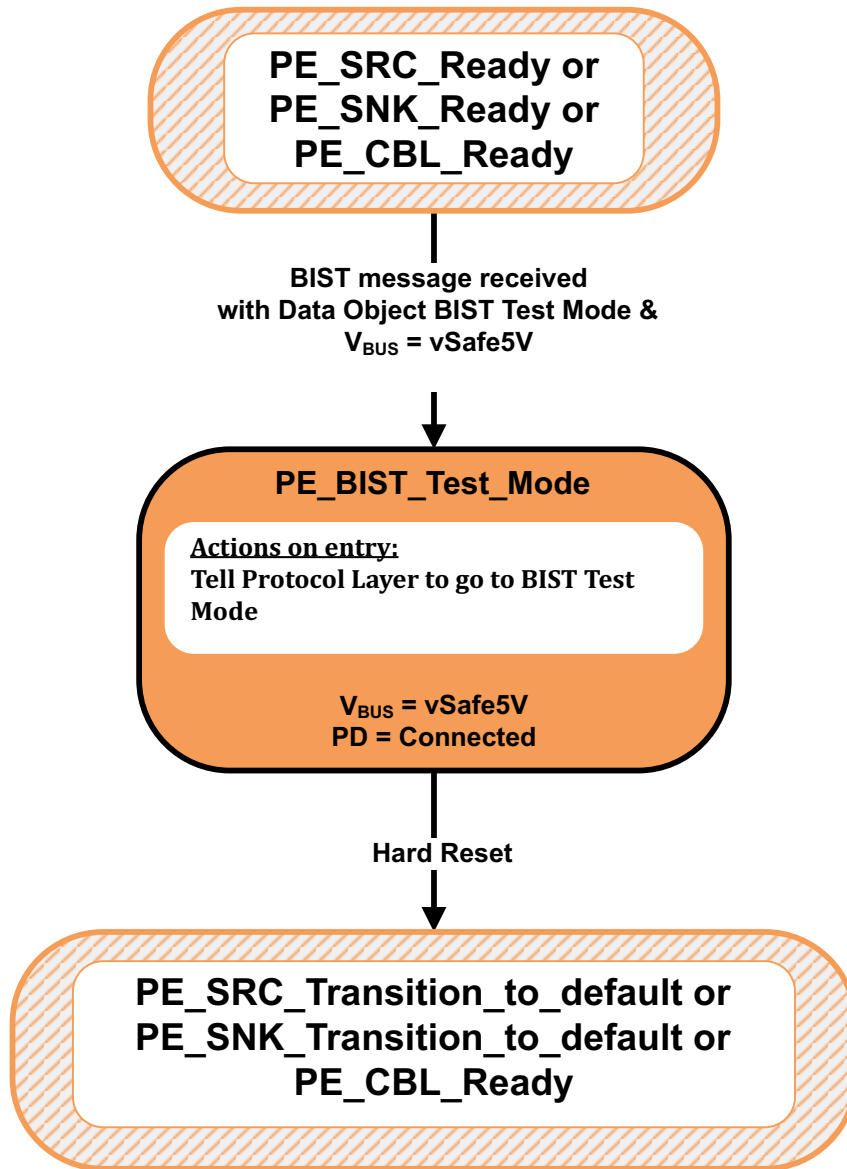 PE_SRC_Ready or
PE_SNK_Ready or
PE_CBL_Ready
BIST message received
with Data Object BIST Test Mode &
VBUS = vSafe5V
PE_BIST_Test_Mode
Actions on entry:
Tell Protocol Layer to go to BIST Test
Mode
VBUS = vSafe5V
PD = Connected
Hard Reset
PE_SRC_Transition_to_default or
PE_SNK_Transition_to_default or
PE_CBL_Ready